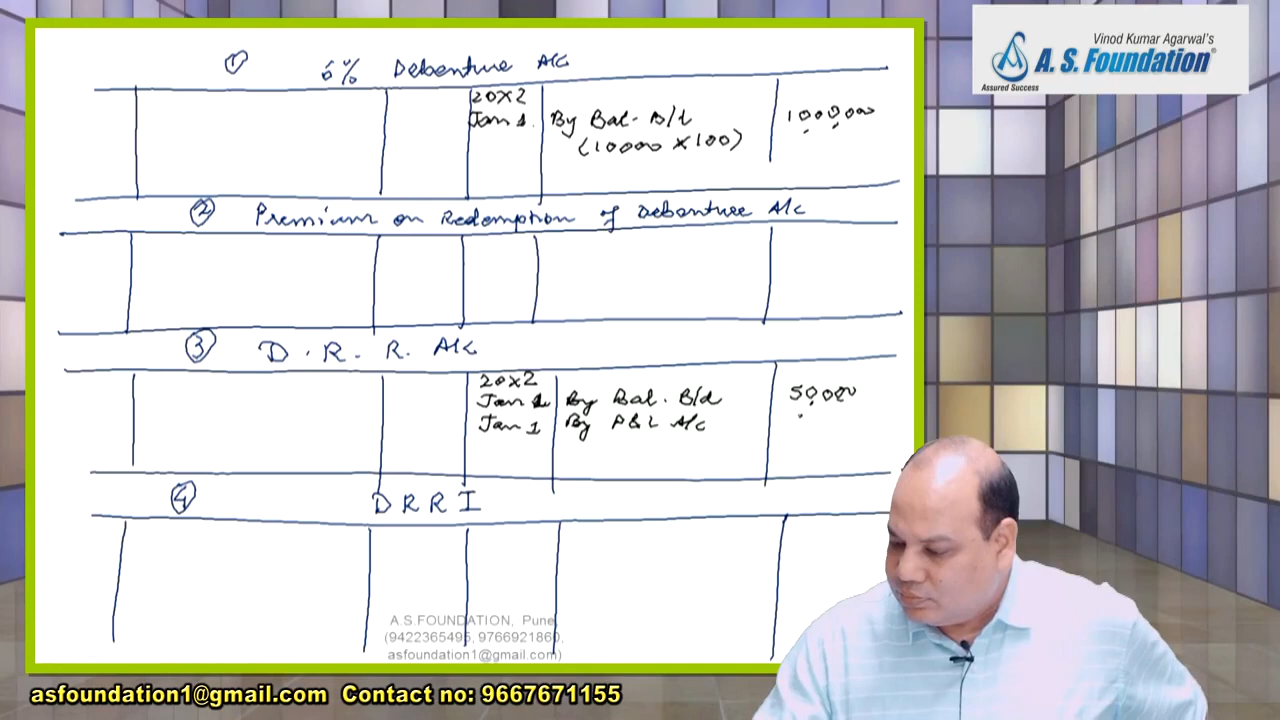 ① 6% Debenture A/c
20X2
Jan 1 By Bal. B/d 1000000
(10000 X 100)
② Premium on Redemption of Debenture A/c
③ D. R. R. A/c
20X2
Jan 1 By Bal. B/d 50000
Jan 1 By P&L A/c
④ DRRI
A.S.FOUNDATION, Pune
(9422365495, 9766921860,
asfoundation1@gmail.com)
Vinod Kumar Agarwal's
A. S. Foundation®
Assured Success
asfoundation1@gmail.com Contact no: 9667671155